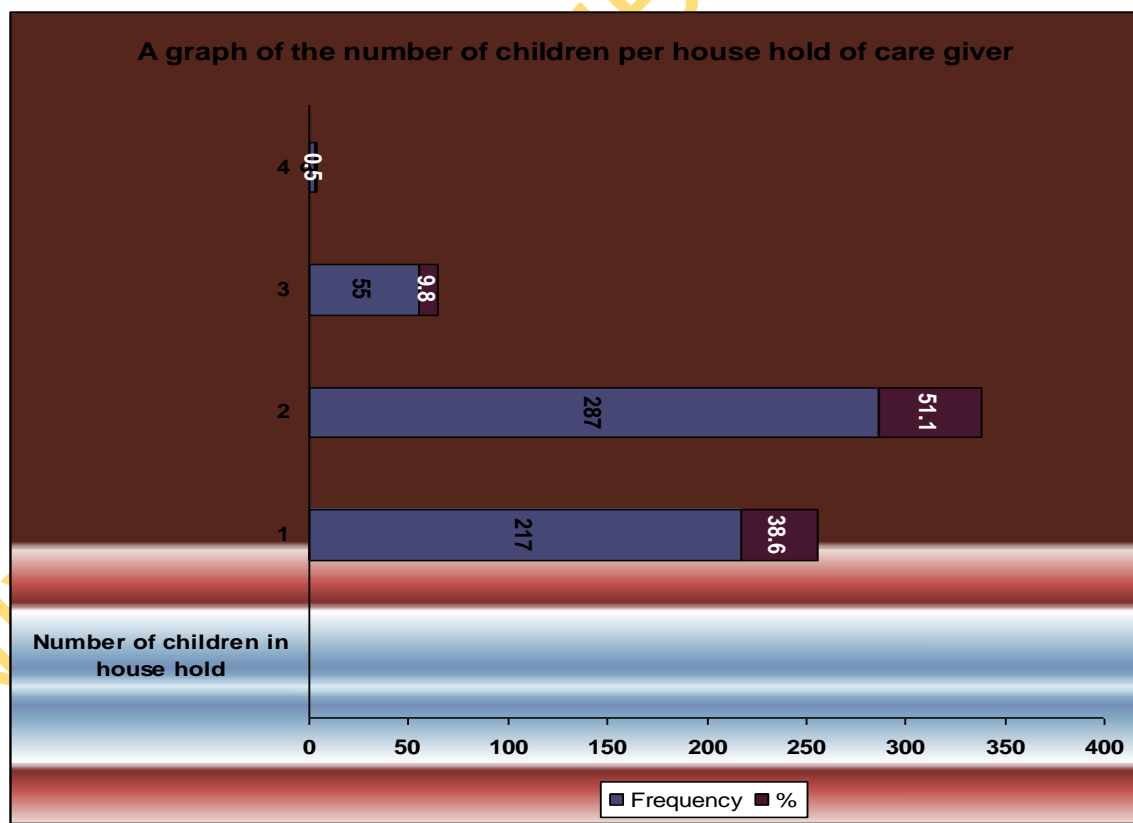 A graph of the number of children per house hold of care giver
4
0.5
3
55
9.8
2
287
51.1
1
217
38.6
Number of children in
house hold
0 50 100 150 200 250 300 350 400
Frequency %